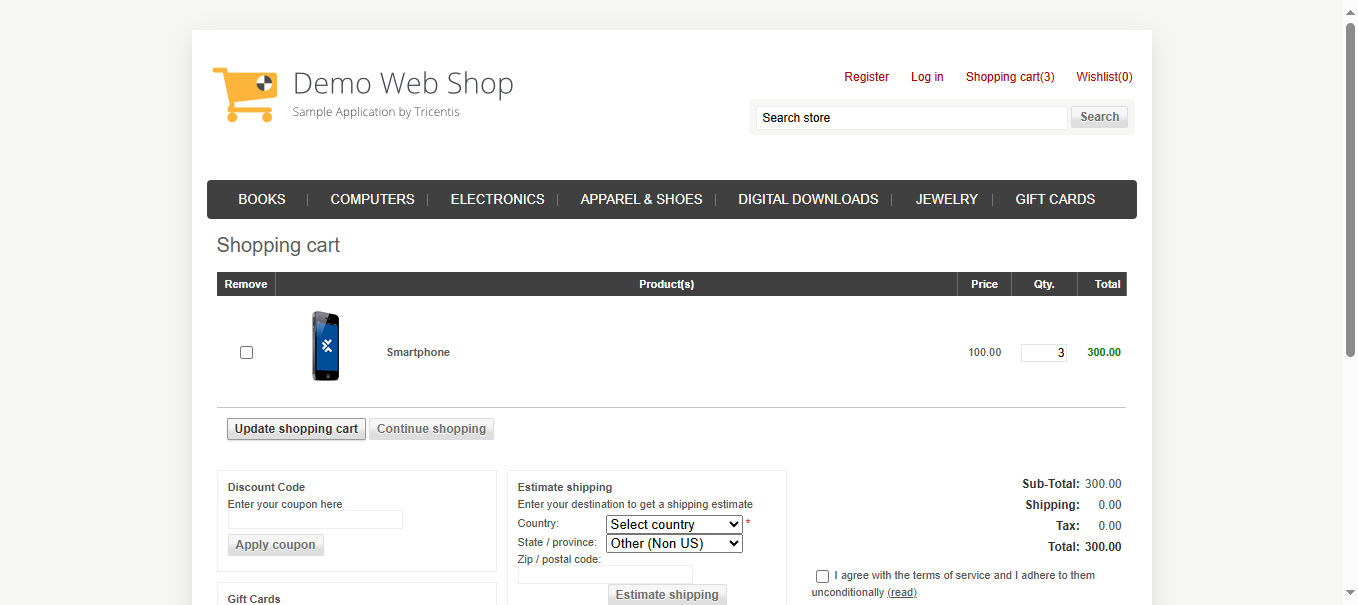 Demo Web Shop
Sample Application by Tricentis
Register Log in Shopping cart(3) Wishlist(0)
Search store Search
BOOKS COMPUTERS ELECTRONICS APPAREL & SHOES DIGITAL DOWNLOADS JEWELRY GIFT CARDS
Shopping cart
Remove Product(s) Price Qty. Total
Smartphone 100.00 3 300.00
Update shopping cart Continue shopping
Discount Code
Enter your coupon here
Apply coupon
Gift Cards
Estimate shipping
Enter your destination to get a shipping estimate
Country: Select country *
State / province: Other (Non US)
Zip / postal code:
Estimate shipping
Sub-Total: 300.00
Shipping: 0.00
Tax: 0.00
Total: 300.00
I agree with the terms of service and I adhere to them
unconditionally (read)